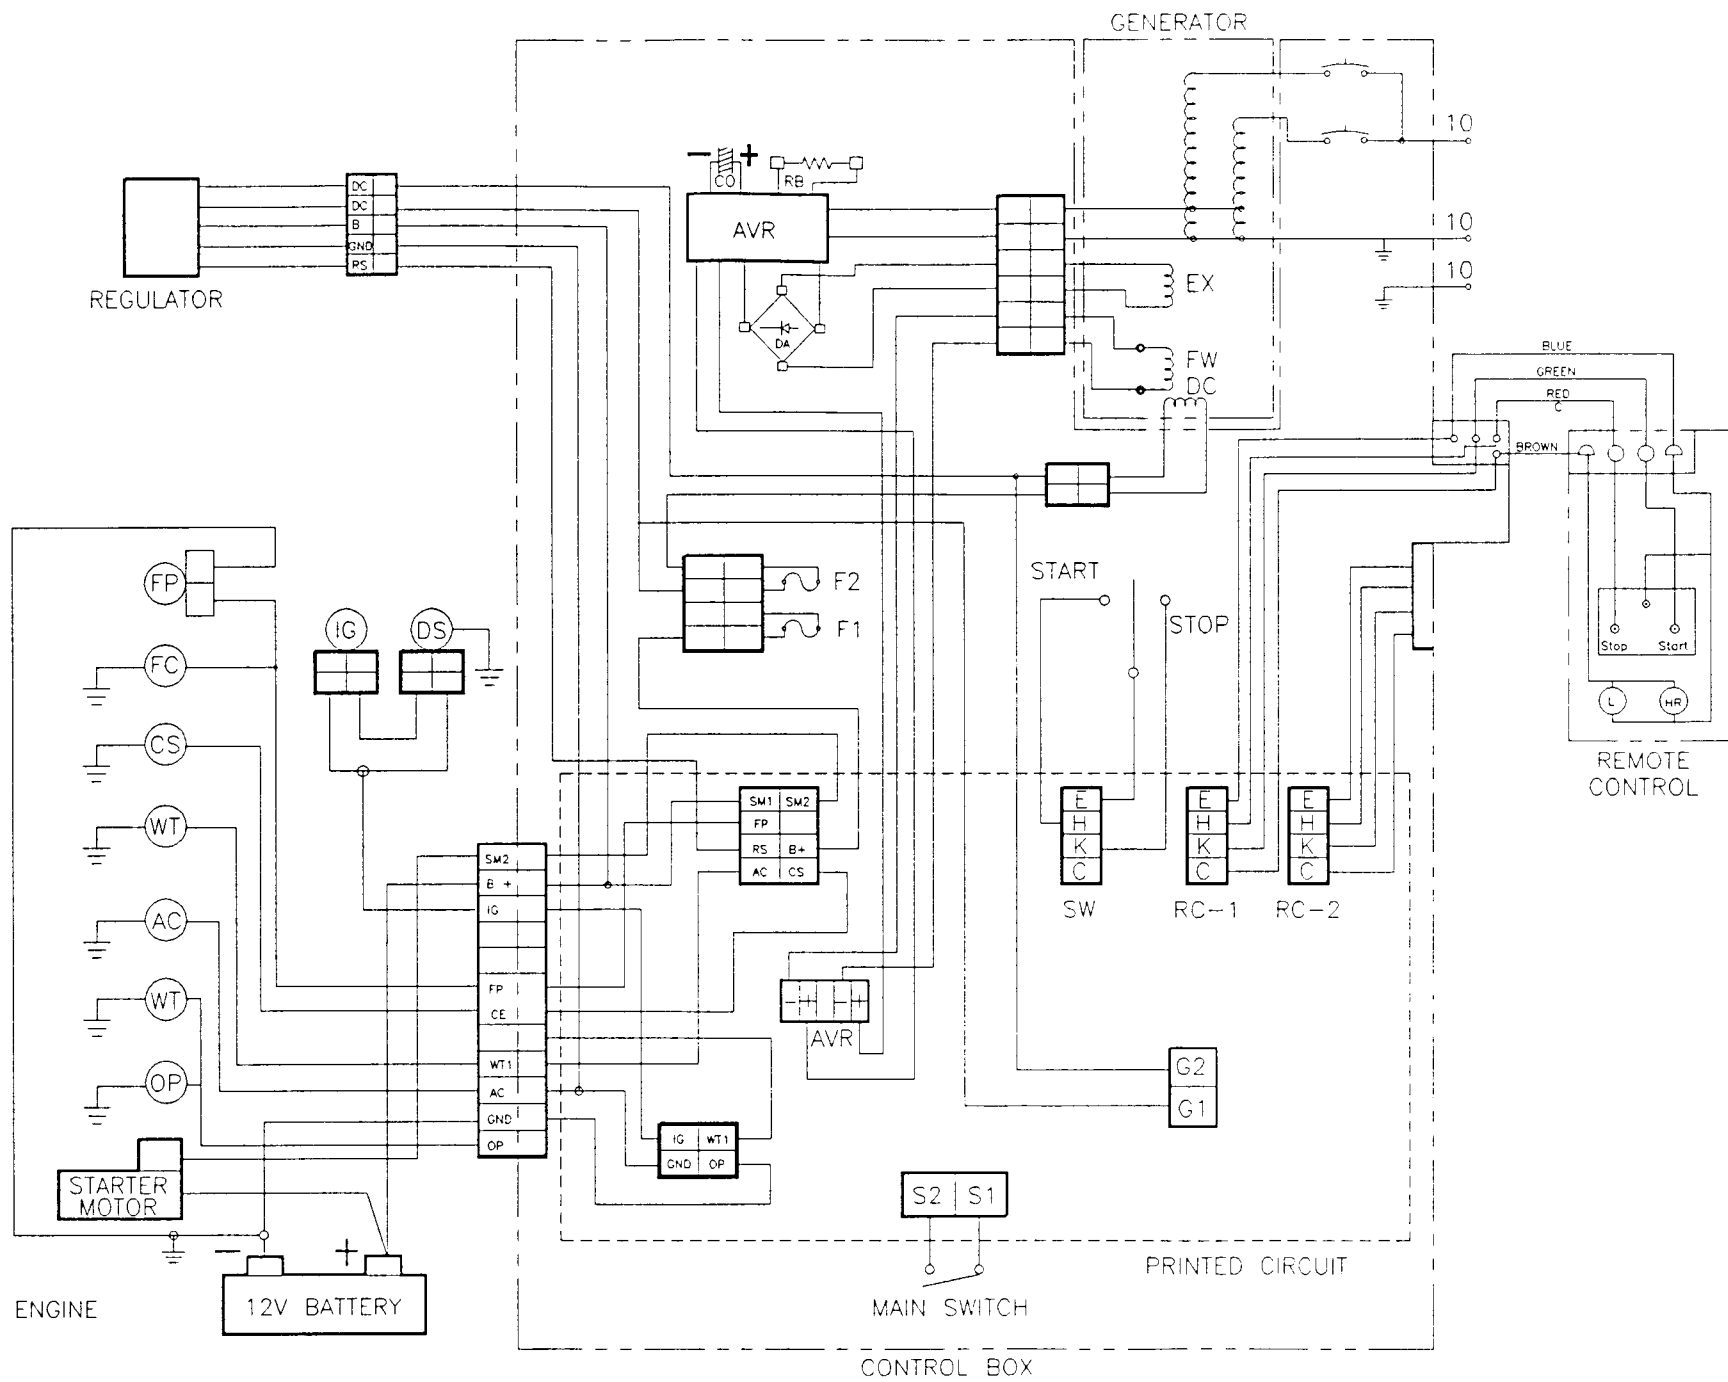 GENERATOR
10
10
10
− +
CO
RB
AVR
DC
DC
B
GND
RS
REGULATOR
DA
EX
FW
DC
BLUE
GREEN
RED
C
BROWN
FP
FC
CS
WT
AC
WT
OP
IG
DS
F2
F1
START
STOP
Stop
Start
L
HR
REMOTE
CONTROL
SM1 SM2
FP
RS B+
AC CS
E
H
K
C
SW
E
H
K
C
RC-1
E
H
K
C
RC-2
SM2
B +
IG
FP
CE
WT1
AC
GND
OP
-+ -+
AVR
G2
G1
IG WT1
GND OP
STARTER
MOTOR
S2 S1
− +
12V BATTERY
ENGINE
PRINTED CIRCUIT
MAIN SWITCH
CONTROL BOX